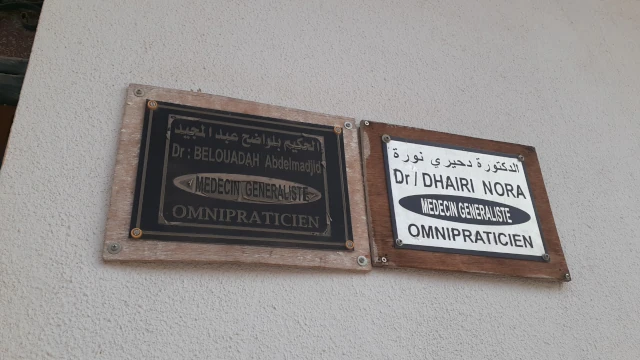 الحكيم بلواضح عبد المجيد
Dr : BELOUADAH Abdelmadjid
MEDECIN GENERALISTE
OMNIPRATICIEN
الدكتورة دحيري نورة
Dr / DHAIRI NORA
MEDECIN GENERALISTE
OMNIPRATICIEN